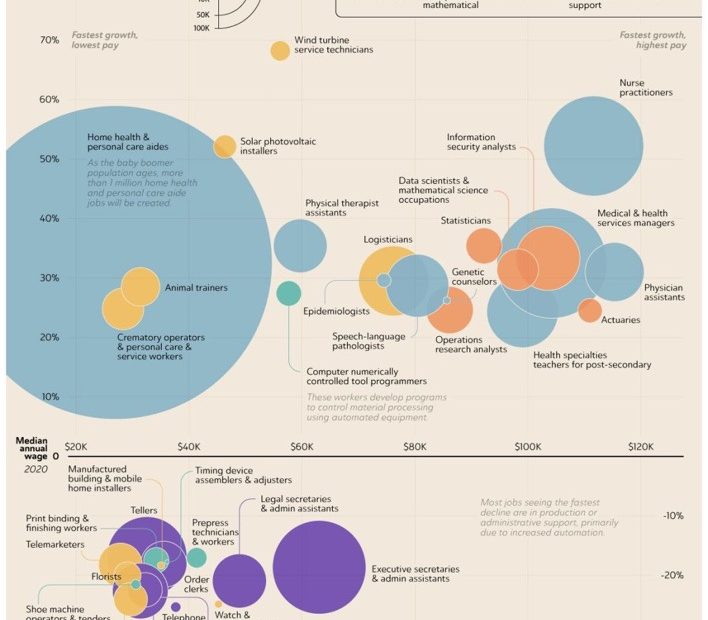 mathematical
support
50K
100K
70%
Fastest growth,
lowest pay
Wind turbine
service technicians
Fastest growth,
highest pay
60%
Nurse
practitioners
Home health &
personal care aides
Solar photovoltaic
installers
Information
security analysts
50%
As the baby boomer
population ages, more
than 1 million home health
and personal care aide
jobs will be created.
Data scientists &
mathematical science
occupations
40%
Physical therapist
assistants
Statisticians
Medical & health
services managers
Logisticians
30%
Animal trainers
Genetic
counselors
Physician
assistants
Epidemiologists
Actuaries
20%
Crematory operators
& personal care &
service workers
Speech-language
pathologists
Operations
research analysts
Health specialties
teachers for post-secondary
Computer numerically
controlled tool programmers
10%
These workers develop programs
to control material processing
using automated equipment.
Median
annual
wage
0
2020
$20K
$40K
$60K
$80K
$100K
$120K
Manufactured
building & mobile
home installers
Timing device
assemblers & adjusters
Legal secretaries
& admin assistants
Most jobs seeing the fastest
decline are in production or
administrative support, primarily
due to increased automation.
-10%
Tellers
Print binding &
finishing workers
Prepress
technicians
& workers
Telemarketers
Florists
Order
clerks
Executive secretaries
& admin assistants
-20%
Shoe machine
operators & tenders
Telephone
Watch &